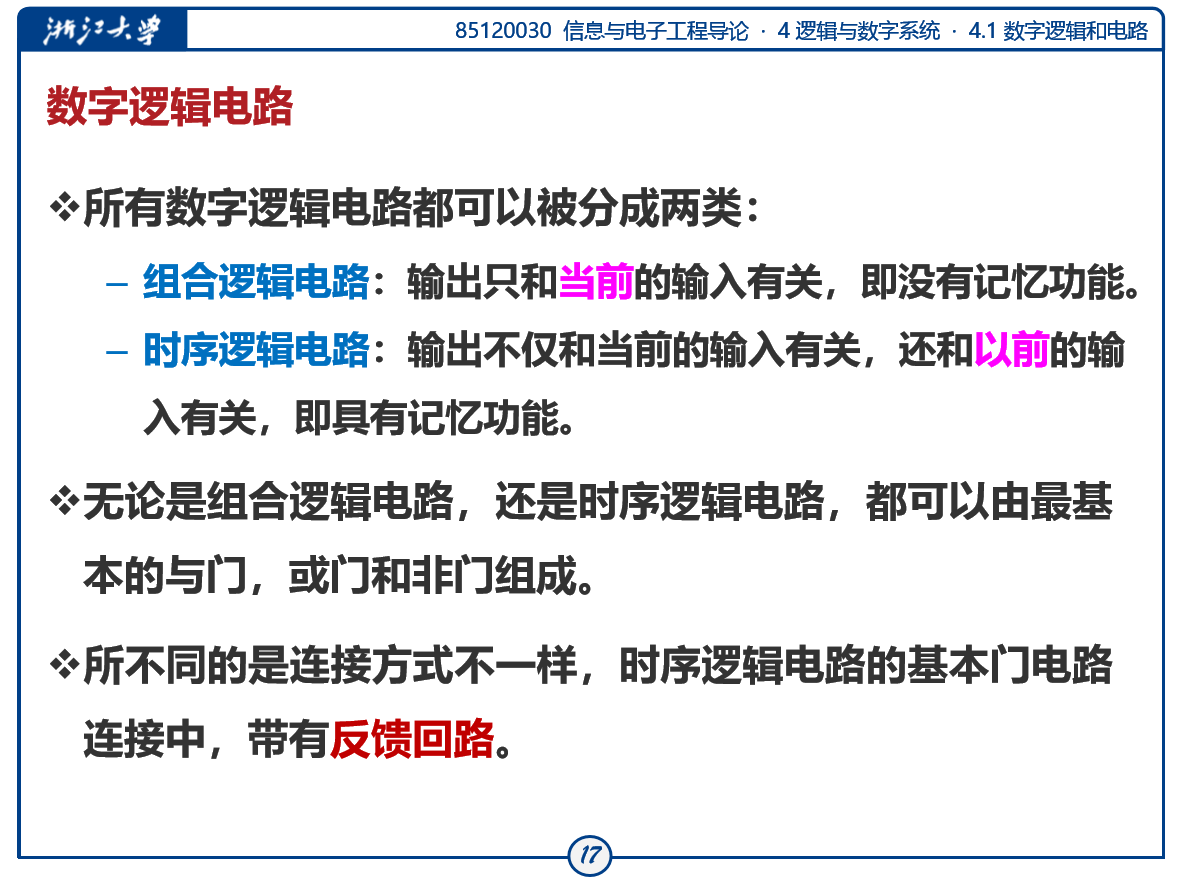 浙江大学
85120030 信息与电子工程导论 · 4 逻辑与数字系统 · 4.1 数字逻辑和电路
数字逻辑电路
❖所有数字逻辑电路都可以被分成两类：
– 组合逻辑电路：输出只和当前的输入有关，即没有记忆功能。
– 时序逻辑电路：输出不仅和当前的输入有关，还和以前的输
入有关，即具有记忆功能。
❖无论是组合逻辑电路，还是时序逻辑电路，都可以由最基
本的与门，或门和非门组成。
❖所不同的是连接方式不一样，时序逻辑电路的基本门电路
连接中，带有反馈回路。
17